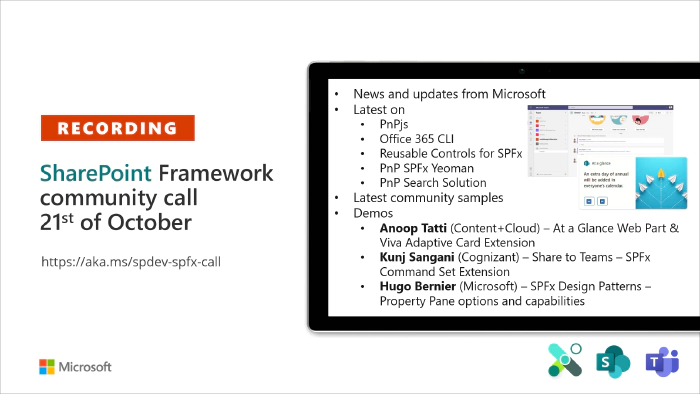 RECORDING
SharePoint Framework
community call
21st of October
https://aka.ms/spdev-spfx-call
Microsoft
• News and updates from Microsoft
• Latest on
• PnPjs
• Office 365 CLI
• Reusable Controls for SPFx
• PnP SPFx Yeoman
• PnP Search Solution
• Latest community samples
• Demos
• Anoop Tatti (Content+Cloud) – At a Glance Web Part &
Viva Adaptive Card Extension
• Kunj Sangani (Cognizant) – Share to Teams – SPFx
Command Set Extension
• Hugo Bernier (Microsoft) – SPFx Design Patterns –
Property Pane options and capabilities
At a glance
An extra day of annual
will be added in
everyone's calendar.
S
T